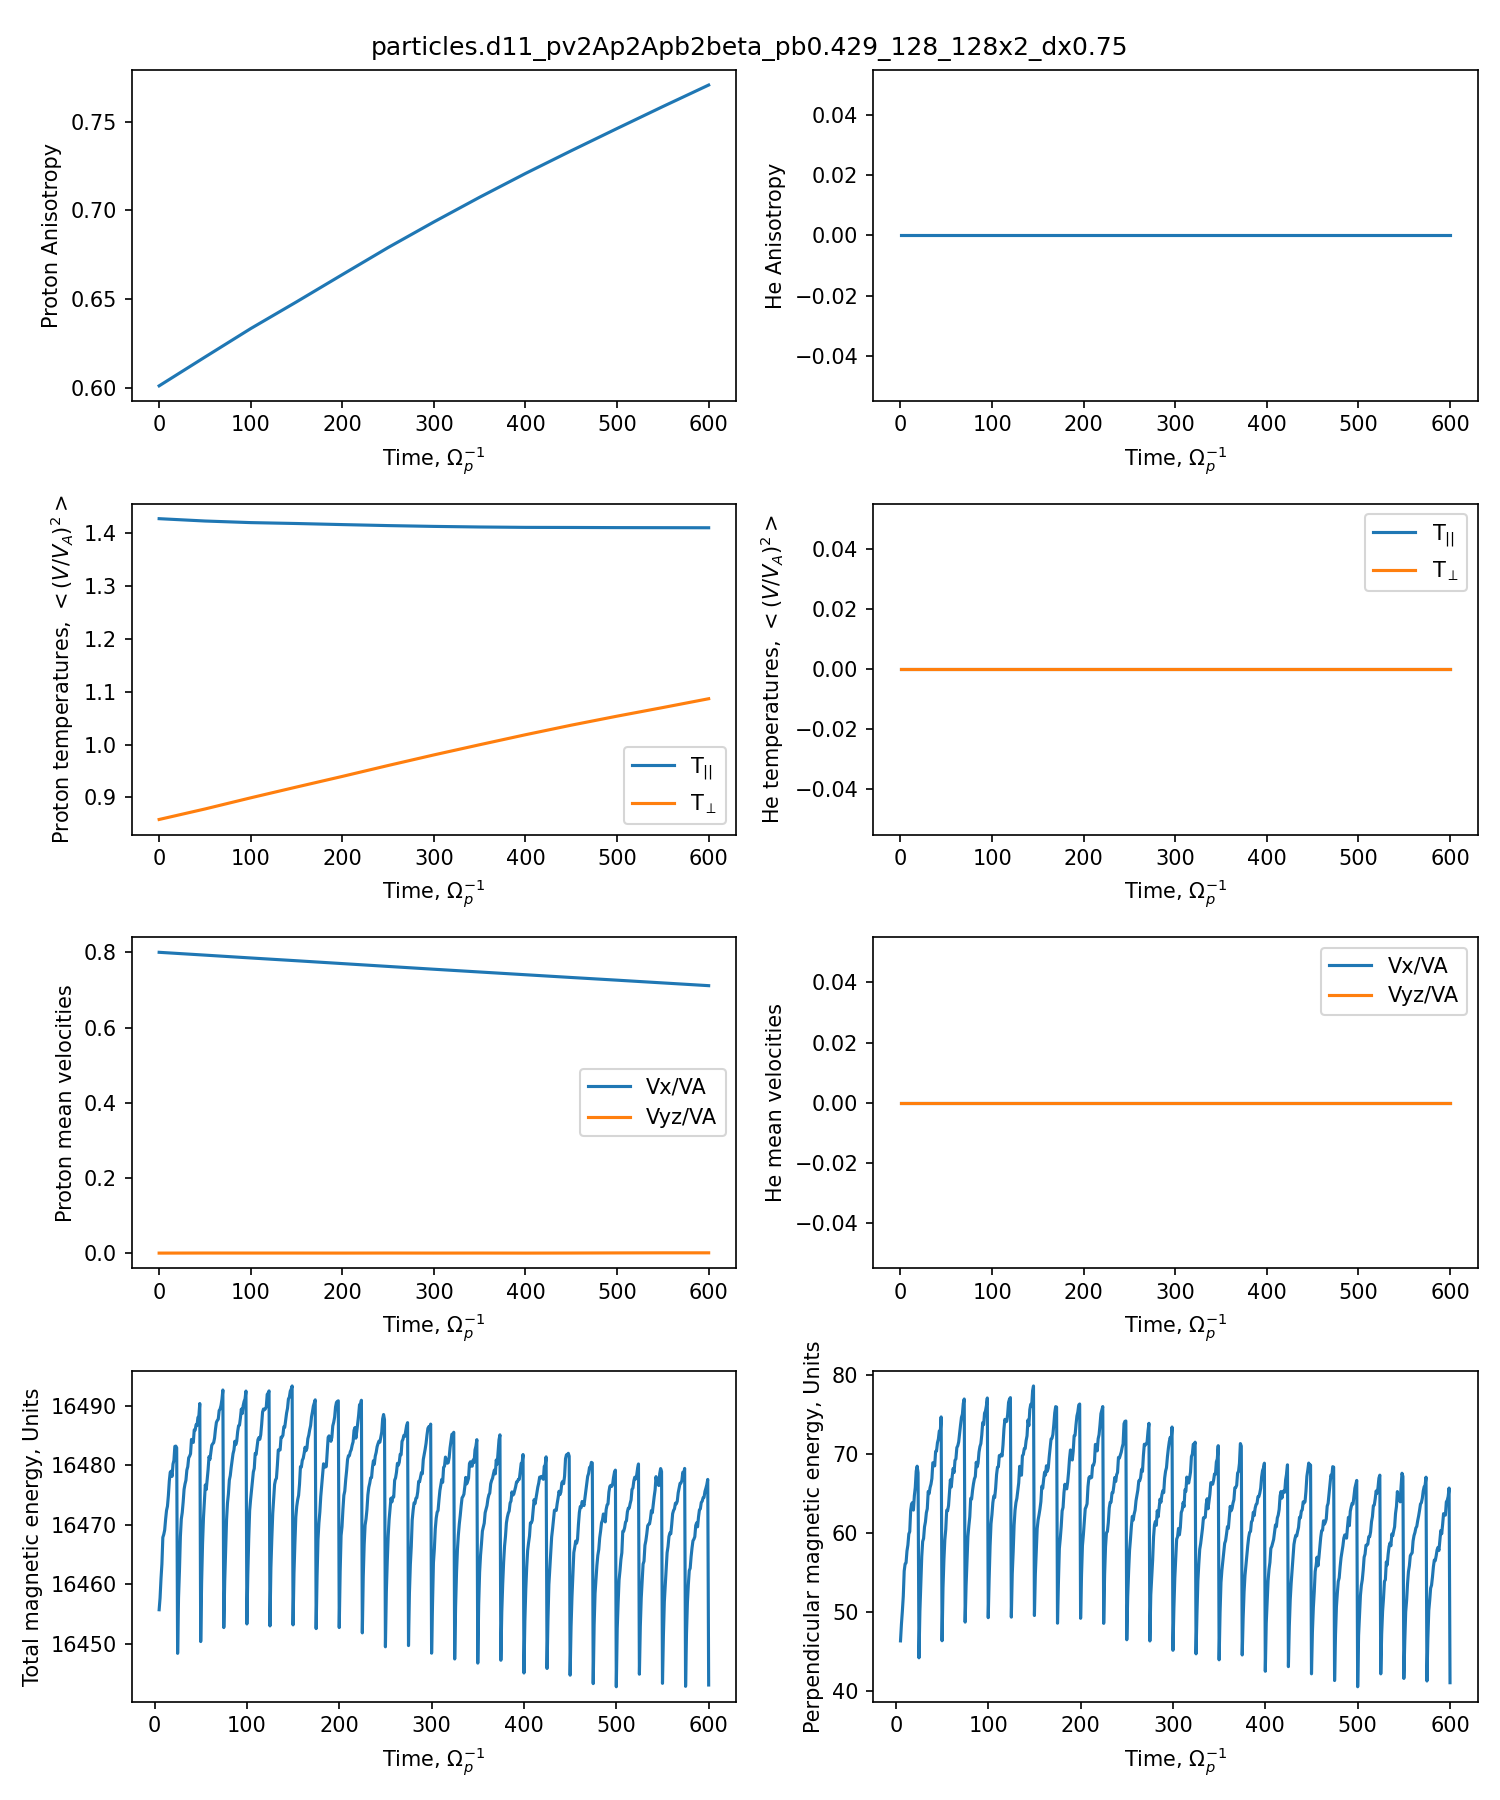 particles.d11_pv2Ap2Apb2beta_pb0.429_128_128x2_dx0.75
Proton Anisotropy
0.75
0.70
0.65
0.60
0 100 200 300 400 500 600
Time, Ω_p^{-1}
He Anisotropy
0.04
0.02
0.00
−0.02
−0.04
0 100 200 300 400 500 600
Time, Ω_p^{-1}
Proton temperatures, < (V/V_A)^2 >
1.4
1.3
1.2
1.1
1.0
0.9
T_{||}
T_⊥
0 100 200 300 400 500 600
Time, Ω_p^{-1}
He temperatures, < (V/V_A)^2 >
0.04
0.02
0.00
−0.02
−0.04
T_{||}
T_⊥
0 100 200 300 400 500 600
Time, Ω_p^{-1}
Proton mean velocities
0.8
0.6
0.4
0.2
0.0
Vx/VA
Vyz/VA
0 100 200 300 400 500 600
Time, Ω_p^{-1}
He mean velocities
0.04
0.02
0.00
−0.02
−0.04
Vx/VA
Vyz/VA
0 100 200 300 400 500 600
Time, Ω_p^{-1}
Total magnetic energy, Units
16490
16480
16470
16460
16450
0 100 200 300 400 500 600
Time, Ω_p^{-1}
Perpendicular magnetic energy, Units
80
70
60
50
40
0 100 200 300 400 500 600
Time, Ω_p^{-1}